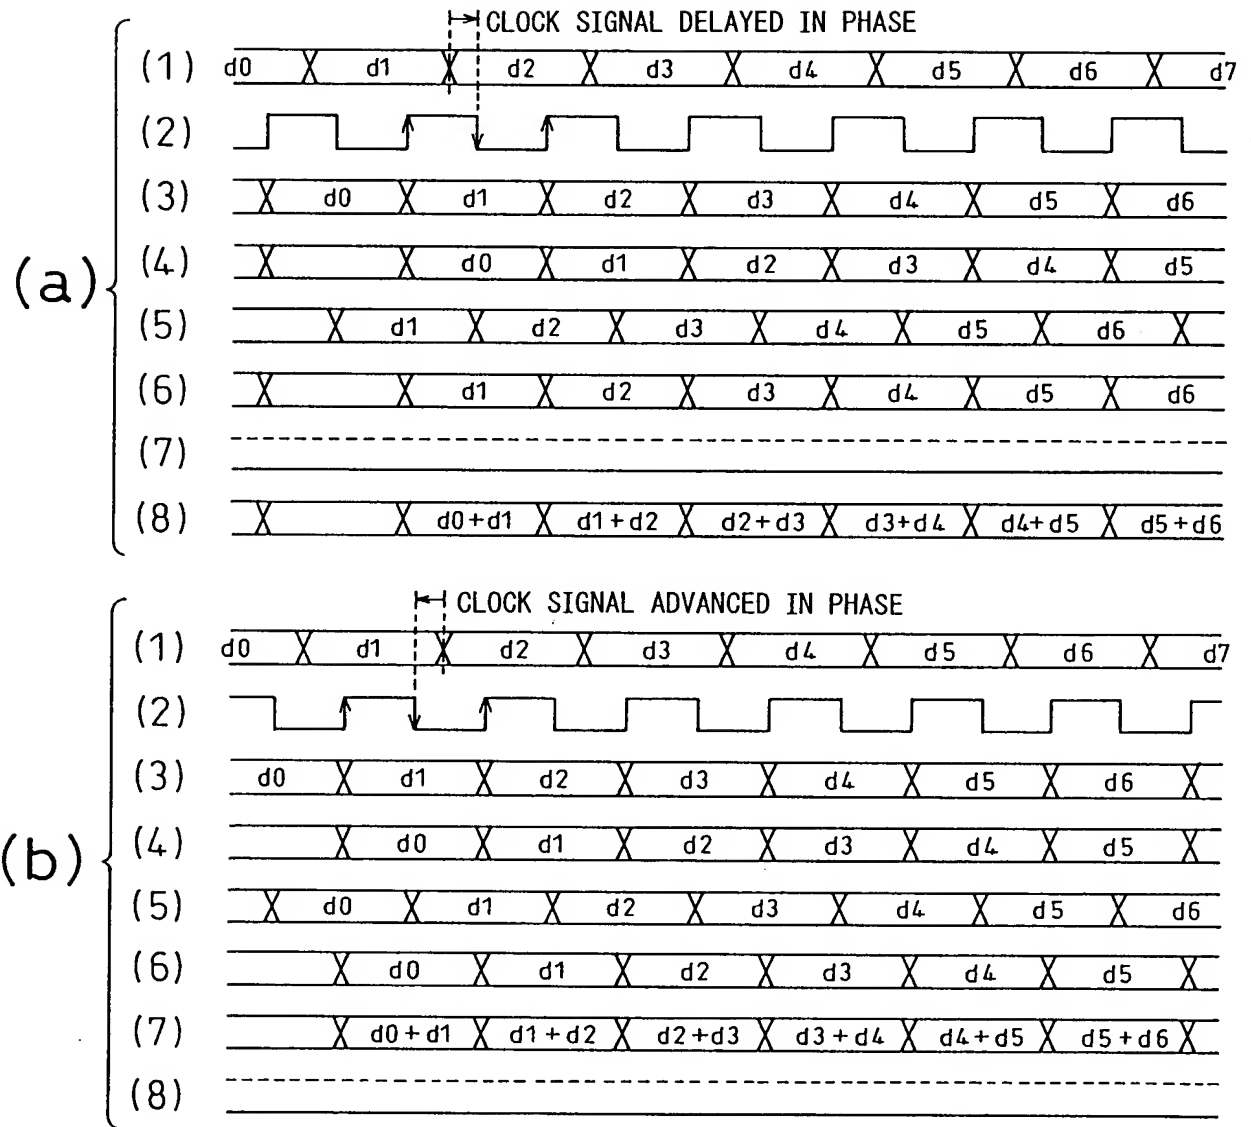 CLOCK SIGNAL DELAYED IN PHASE
(1) d0 d1 d2 d3 d4 d5 d6 d7
(2)
(3) d0 d1 d2 d3 d4 d5 d6
(4) d0 d1 d2 d3 d4 d5
(a)
(5) d1 d2 d3 d4 d5 d6
(6) d1 d2 d3 d4 d5 d6
(7)
(8) d0+d1 d1+d2 d2+d3 d3+d4 d4+d5 d5+d6
CLOCK SIGNAL ADVANCED IN PHASE
(1) d0 d1 d2 d3 d4 d5 d6 d7
(2)
(3) d0 d1 d2 d3 d4 d5 d6
(4) d0 d1 d2 d3 d4 d5
(b)
(5) d0 d1 d2 d3 d4 d5 d6
(6) d0 d1 d2 d3 d4 d5
(7) d0+d1 d1+d2 d2+d3 d3+d4 d4+d5 d5+d6
(8)